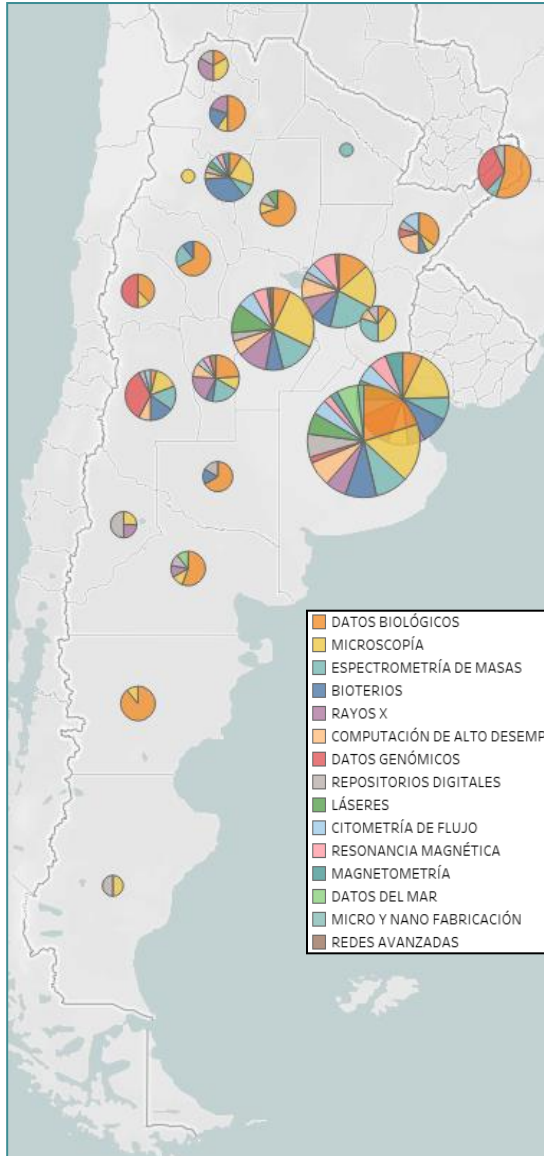 DATOS BIOLÓGICOS
MICROSCOPÍA
ESPECTROMETRÍA DE MASAS
BIOTERIOS
RAYOS X
COMPUTACIÓN DE ALTO DESEMP
DATOS GENÓMICOS
REPOSITORIOS DIGITALES
LÁSERES
CITOMETRÍA DE FLUJO
RESONANCIA MAGNÉTICA
MAGNETOMETRÍA
DATOS DEL MAR
MICRO Y NANO FABRICACIÓN
REDES AVANZADAS